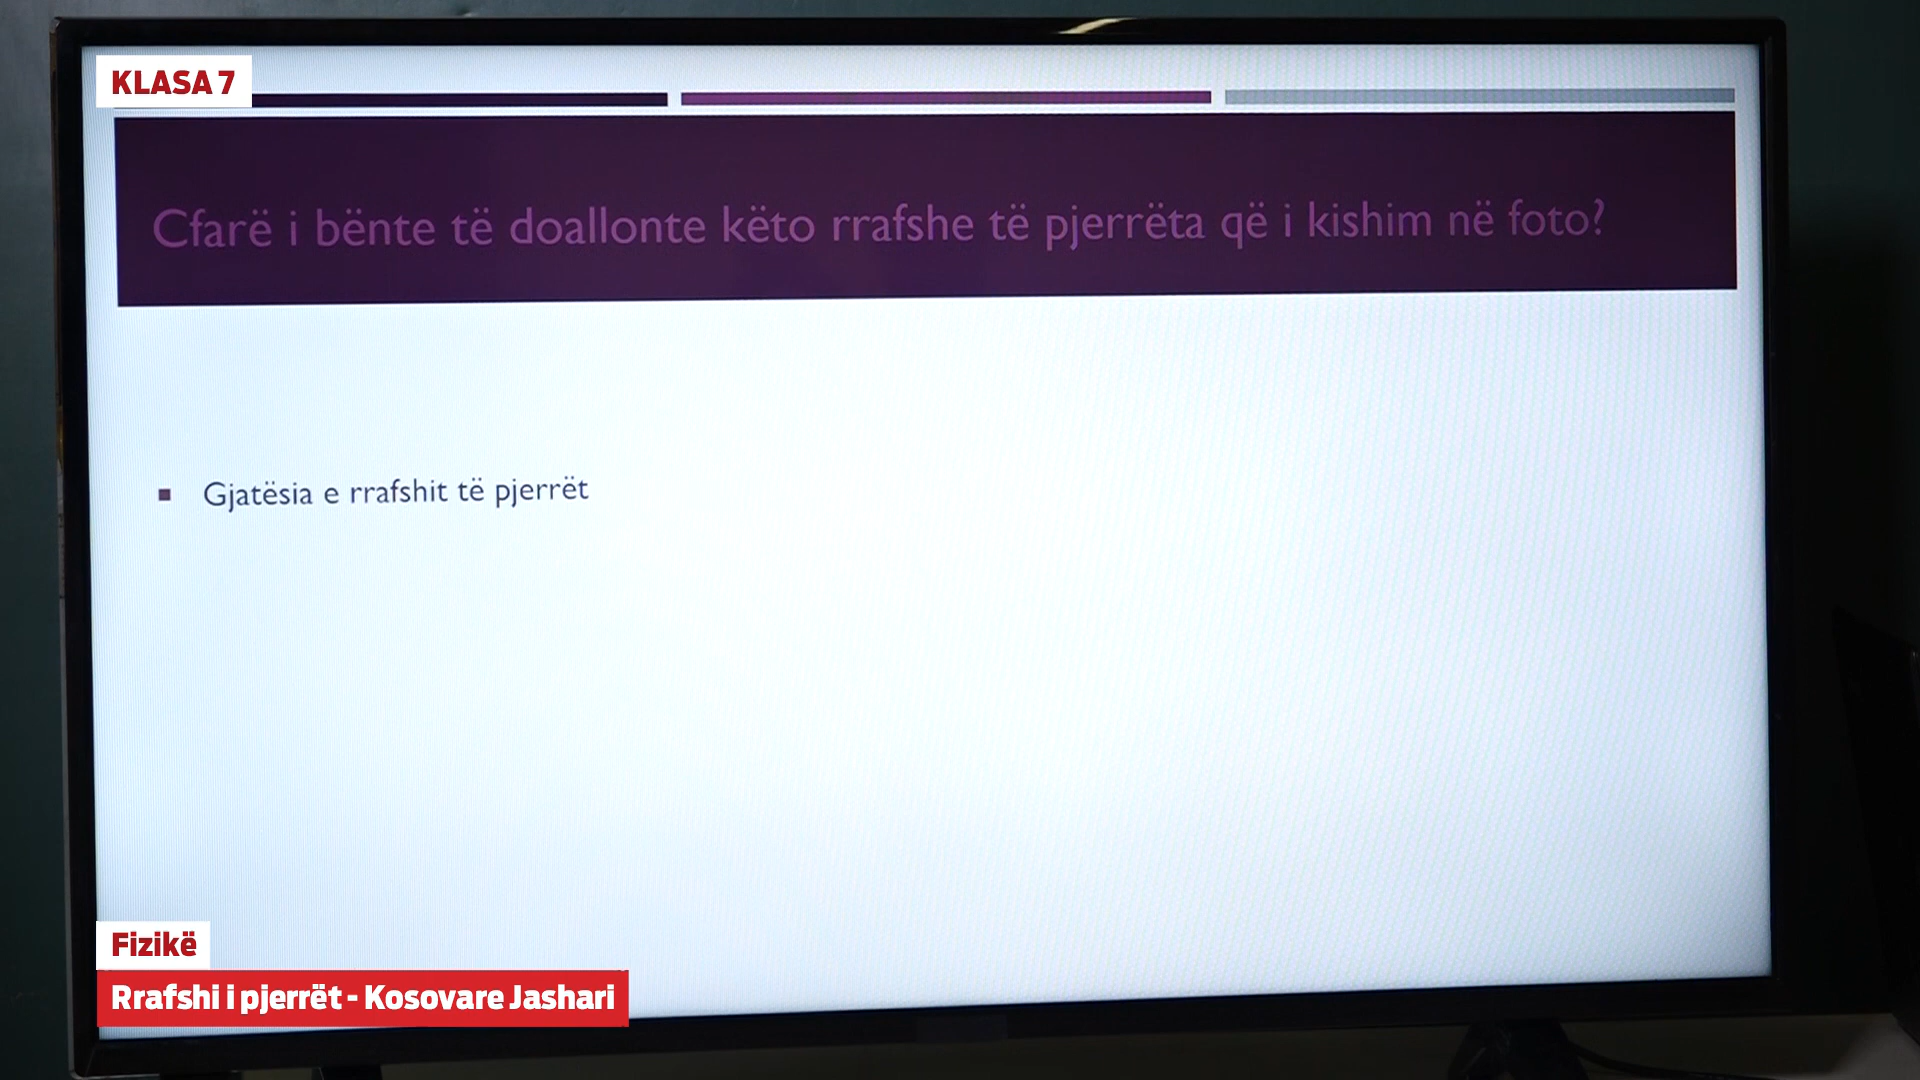 KLASA 7
Cfarë i bënte të doallonte këto rrafshe të pjerrëta që i kishim në foto?
▪ Gjatësia e rrafshit të pjerrët
Fizikë
Rrafshi i pjerrët - Kosovare Jashari